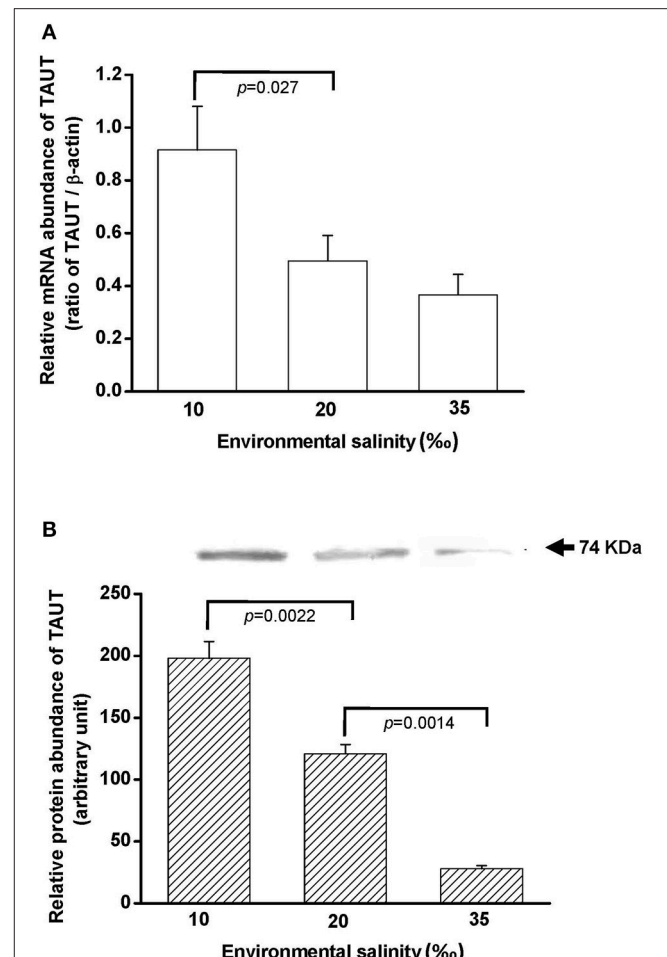 A
Relative mRNA abundance of TAUT
(ratio of TAUT / β-actin)
1.2
1.0
0.8
0.6
0.4
0.2
0.0
p=0.027
10 20 35
Environmental salinity (‰)
B
74 KDa
Relative protein abundance of TAUT
(arbitrary unit)
250
200
150
100
50
0
p=0.0022
p=0.0014
10 20 35
Environmental salinity (‰)